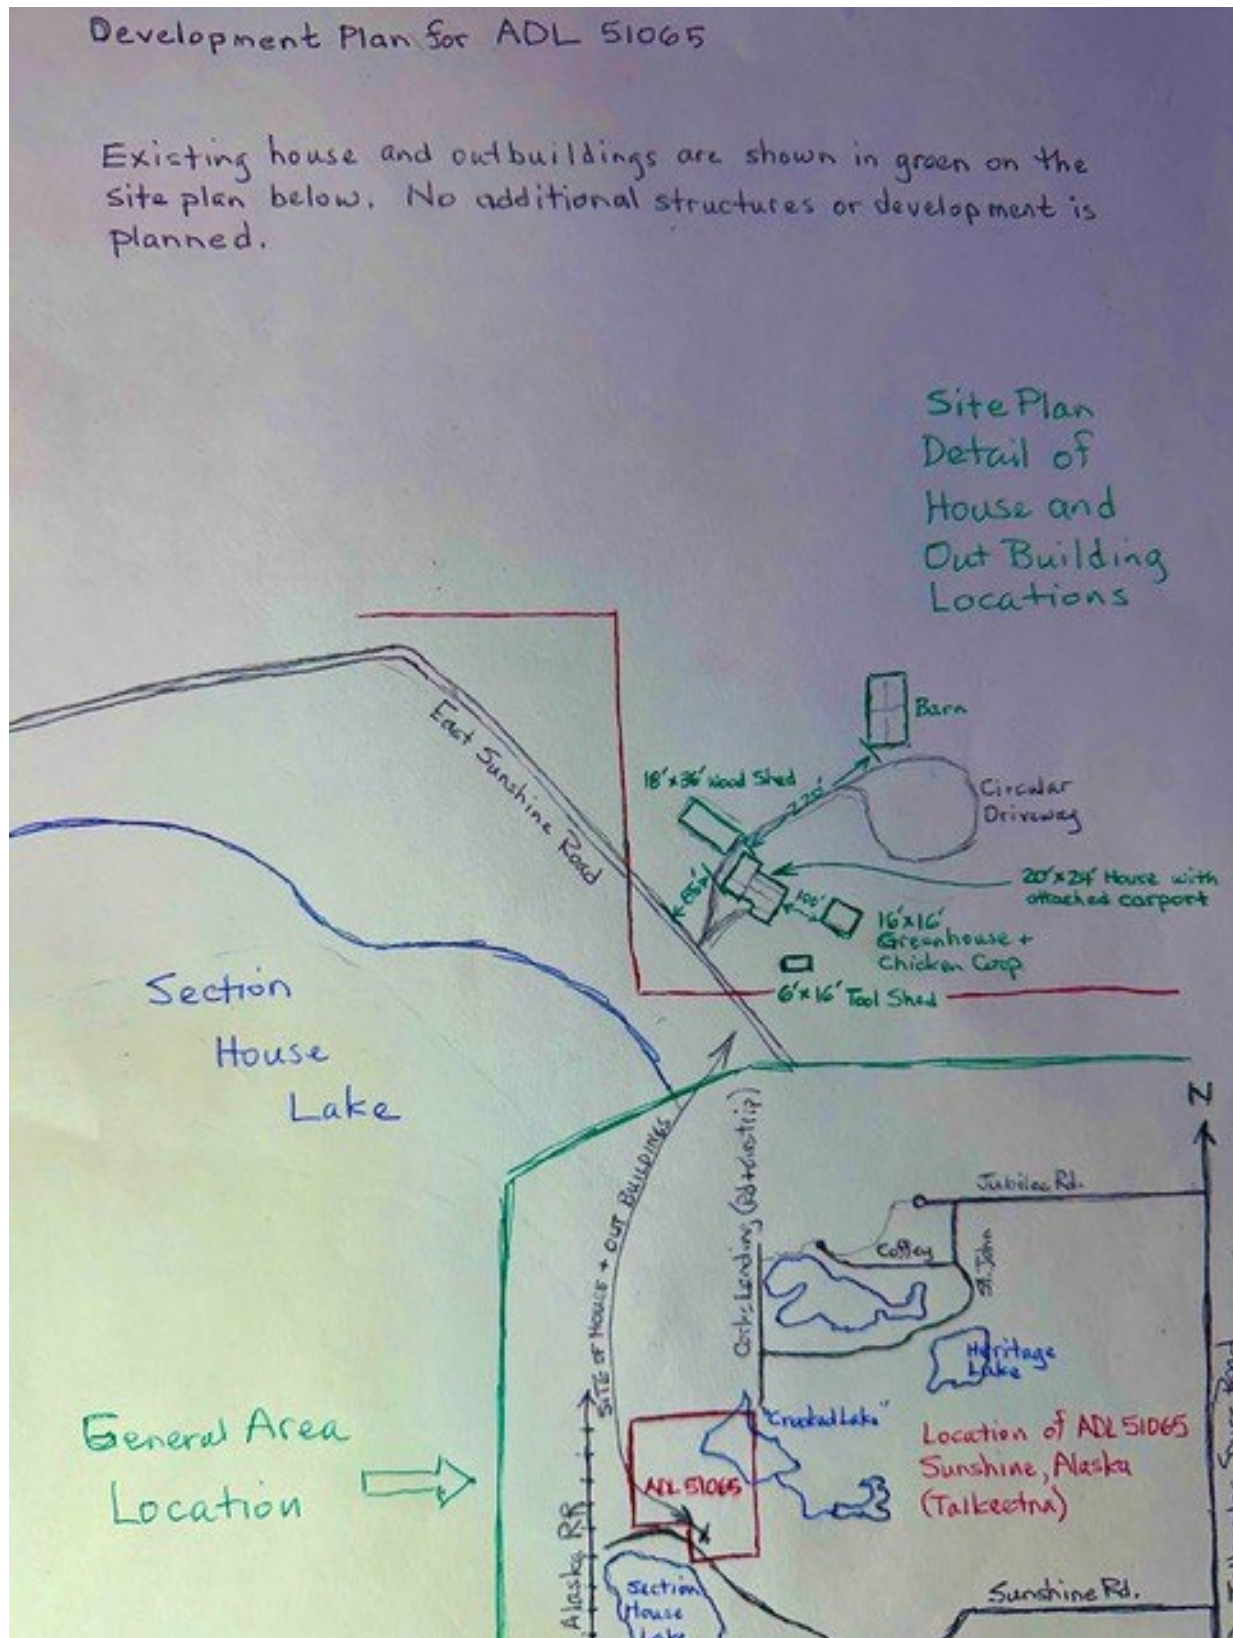 Development Plan for ADL 51065
Existing house and outbuildings are shown in green on the
site plan below. No additional structures or development is
planned.
Site Plan
Detail of
House and
Out Building
Locations
Barn
18'x36' Wood Shed
220'
Circular
Driveway
East Sunshine Road
85'
20'x24' House with
attached carport
100'
16'x16'
Greenhouse +
Chicken Coop
6'x16' Tool Shed
Section
House
Lake
N
SITE OF HOUSE + OUT BUILDINGS
Landing (Rd + airstrip)
Jubilee Rd.
Coffey
St. John
Heritage
Lake
"Crooked Lake"
General Area
Location
ADL 51065
Location of ADL 51065
Sunshine, Alaska
(Talkeetna)
Alaska RR
Section
House
Lake
Sunshine Rd.